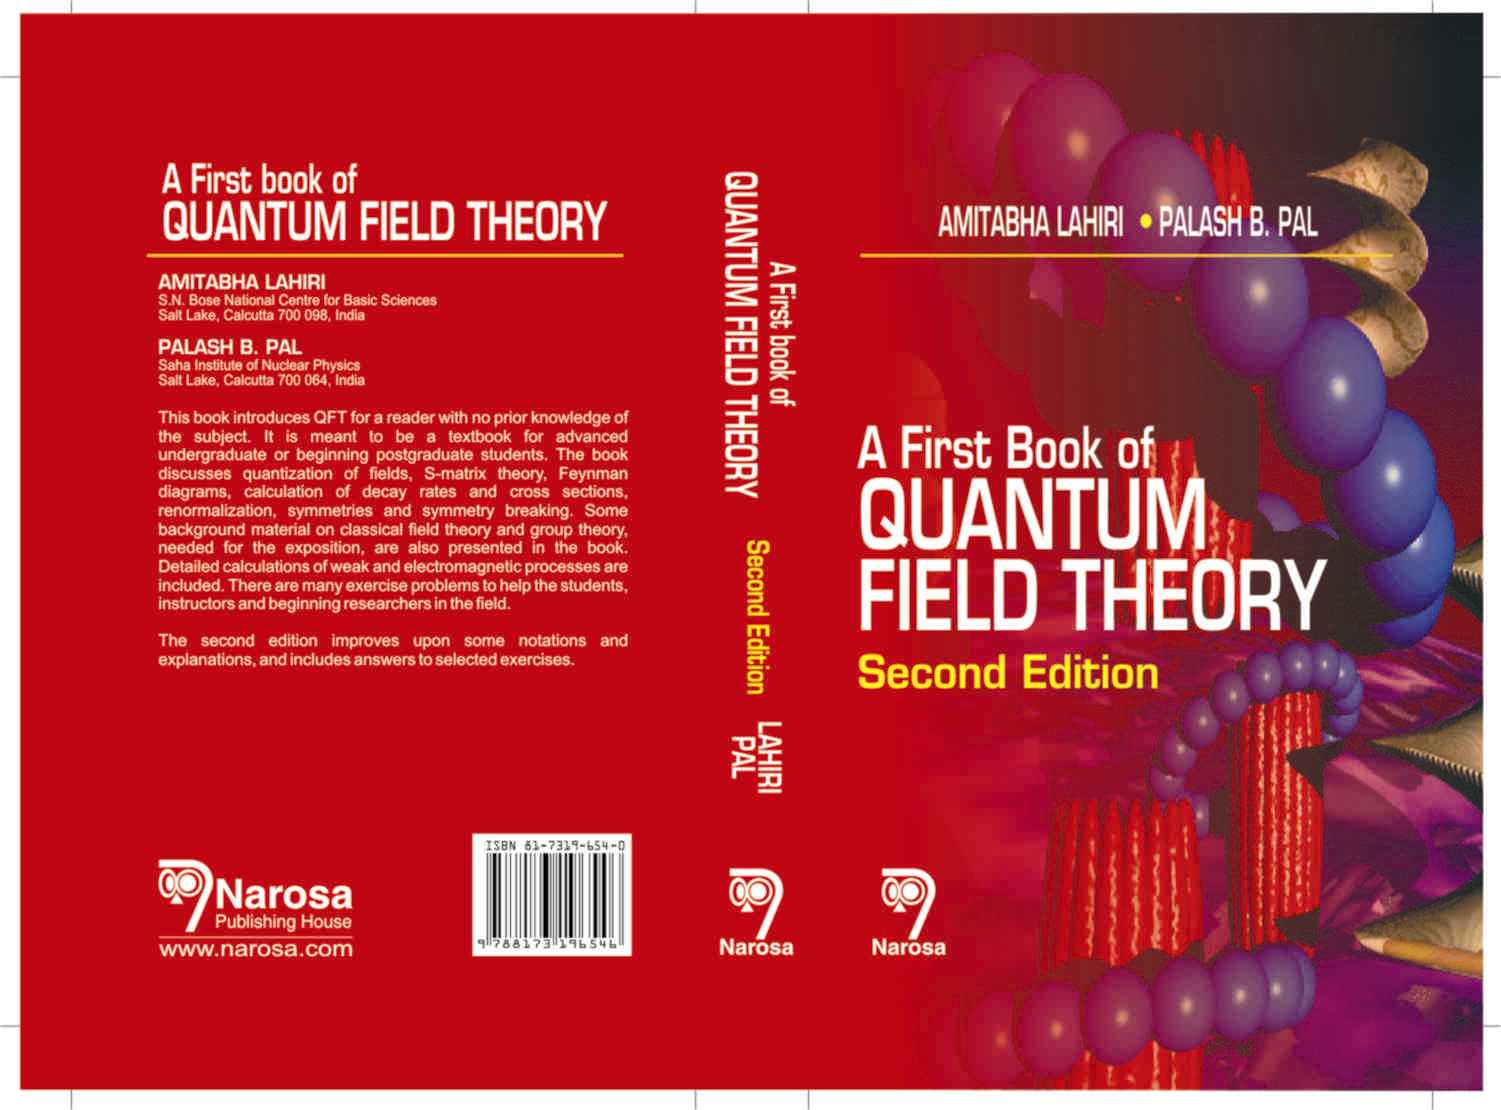 A First book of
QUANTUM FIELD THEORY
AMITABHA LAHIRI
S.N. Bose National Centre for Basic Sciences
Salt Lake, Calcutta 700 098, India
PALASH B. PAL
Saha Institute of Nuclear Physics
Salt Lake, Calcutta 700 064, India
This book introduces QFT for a reader with no prior knowledge of
the subject. It is meant to be a textbook for advanced
undergraduate or beginning postgraduate students. The book
discusses quantization of fields, S-matrix theory, Feynman
diagrams, calculation of decay rates and cross sections,
renormalization, symmetries and symmetry breaking. Some
background material on classical field theory and group theory,
needed for the exposition, are also presented in the book.
Detailed calculations of weak and electromagnetic processes are
included. There are many exercise problems to help the students,
instructors and beginning researchers in the field.
The second edition improves upon some notations and
explanations, and includes answers to selected exercises.
Narosa
Publishing House
www.narosa.com
ISBN 81-7319-654-0
9 788173 196546
A First book of
QUANTUM FIELD THEORY
Second Edition
LAHIRI
PAL
Narosa
AMITABHA LAHIRI • PALASH B. PAL
A First Book of
QUANTUM
FIELD THEORY
Second Edition
Narosa